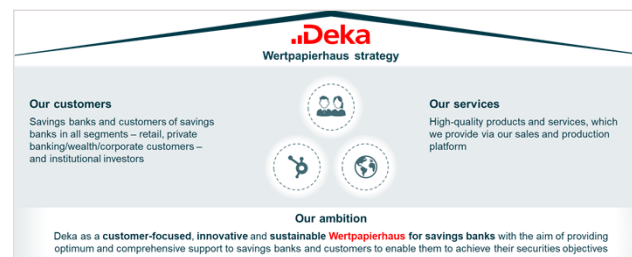 Deka
Wertpapierhaus strategy
Our customers
Savings banks and customers of savings
banks in all segments – retail, private
banking/wealth/corporate customers –
and institutional investors
Our services
High-quality products and services, which
we provide via our sales and production
platform
Our ambition
Deka as a customer-focused, innovative and sustainable Wertpapierhaus for savings banks with the aim of providing
optimum and comprehensive support to savings banks and customers to enable them to achieve their securities objectives